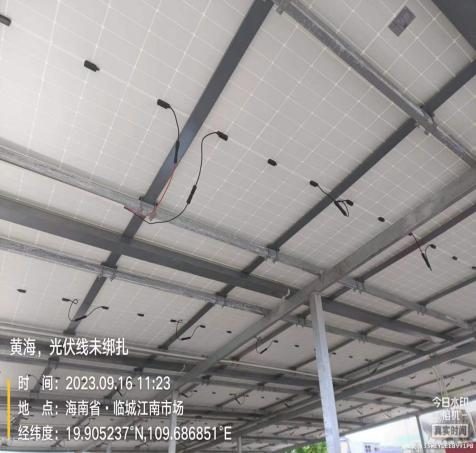 黄海，光伏线未绑扎
时 间：2023.09.16 11:23
地 点：海南省·临城江南市场
经纬度：19.905237°N,109.686851°E
今日水印
相机
真实时间